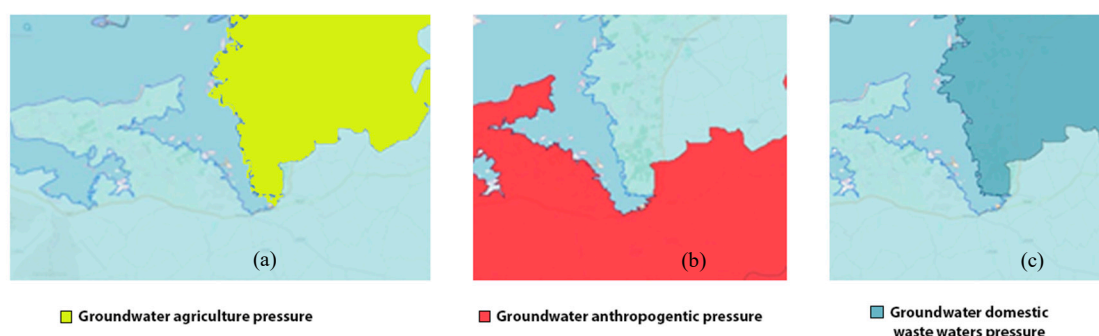 (a)
(b)
(c)
Groundwater agriculture pressure
Groundwater anthropogentic pressure
Groundwater domestic
waste waters pressure